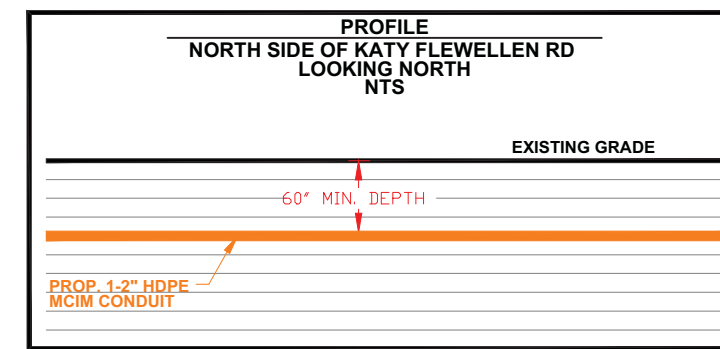 PROFILE
NORTH SIDE OF KATY FLEWELLEN RD
LOOKING NORTH
NTS
EXISTING GRADE
60" MIN. DEPTH
PROP. 1-2" HDPE
MCIM CONDUIT